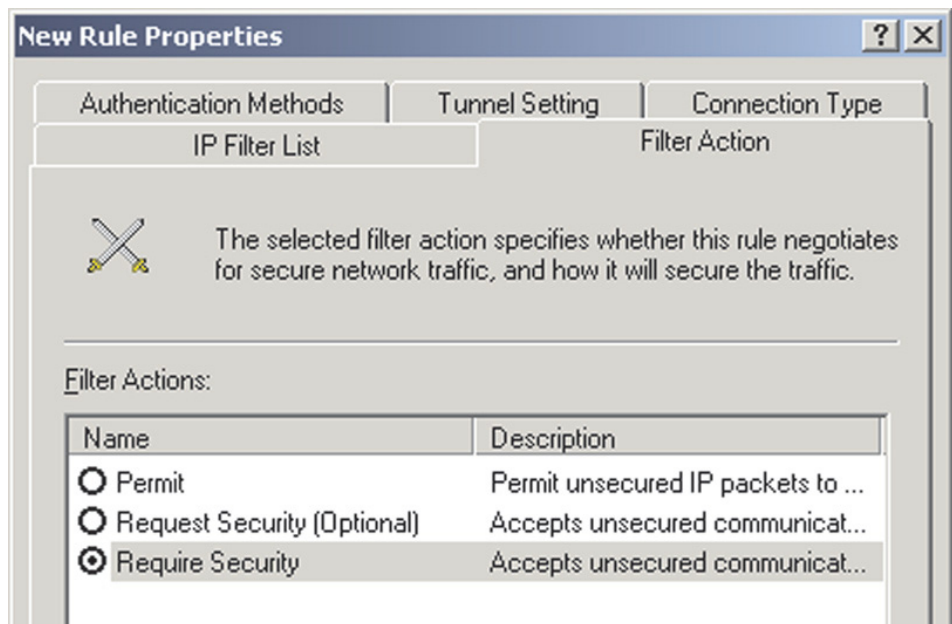 New Rule Properties
?
Authentication Methods Tunnel Setting Connection Type
IP Filter List Filter Action
The selected filter action specifies whether this rule negotiates
for secure network traffic, and how it will secure the traffic.
Filter Actions:
Name Description
Permit Permit unsecured IP packets to ...
Request Security (Optional) Accepts unsecured communicat...
Require Security Accepts unsecured communicat...